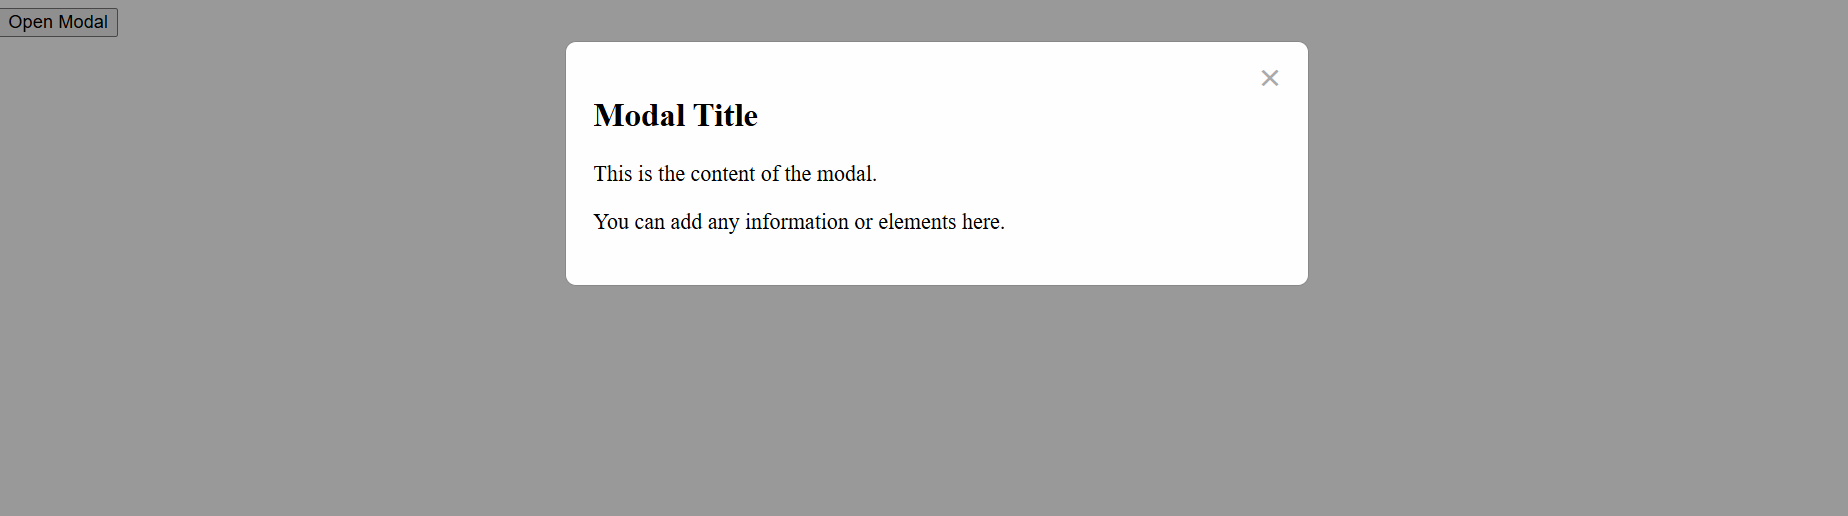 Open Modal
×
Modal Title
This is the content of the modal.
You can add any information or elements here.